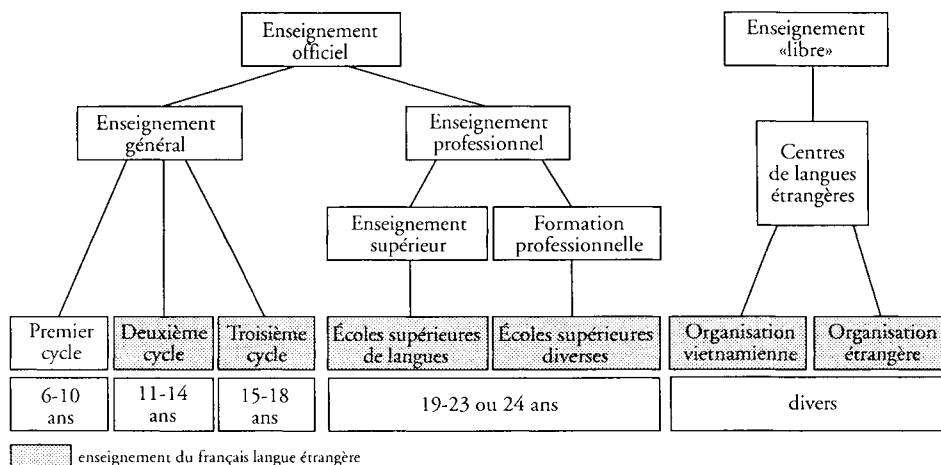 Enseignement
officiel
Enseignement
«libre»
Enseignement
général
Enseignement
professionnel
Centres
de langues
étrangères
Enseignement
supérieur
Formation
professionnelle
Premier
cycle
Deuxième
cycle
Troisième
cycle
Écoles supérieures
de langues
Écoles supérieures
diverses
Organisation
vietnamienne
Organisation
étrangère
6-10
ans
11-14
ans
15-18
ans
19-23 ou 24 ans
divers
enseignement du français langue étrangère